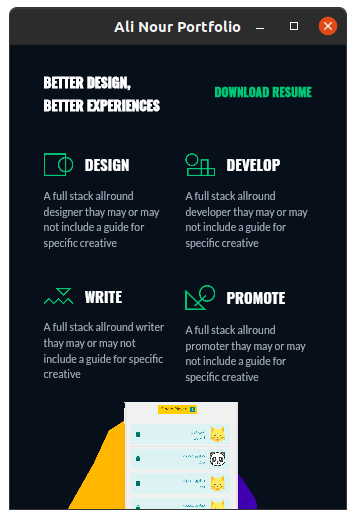 Ali Nour Portfolio
BETTER DESIGN,
BETTER EXPERIENCES
DOWNLOAD RESUME
DESIGN
A full stack allround
designer thay may or may
not include a guide for
specific creative
DEVELOP
A full stack allround
developer thay may or may
not include a guide for
specific creative
WRITE
A full stack allround writer
thay may or may not
include a guide for specific
creative
PROMOTE
A full stack allround
promoter thay may or may
not include a guide for
specific creative